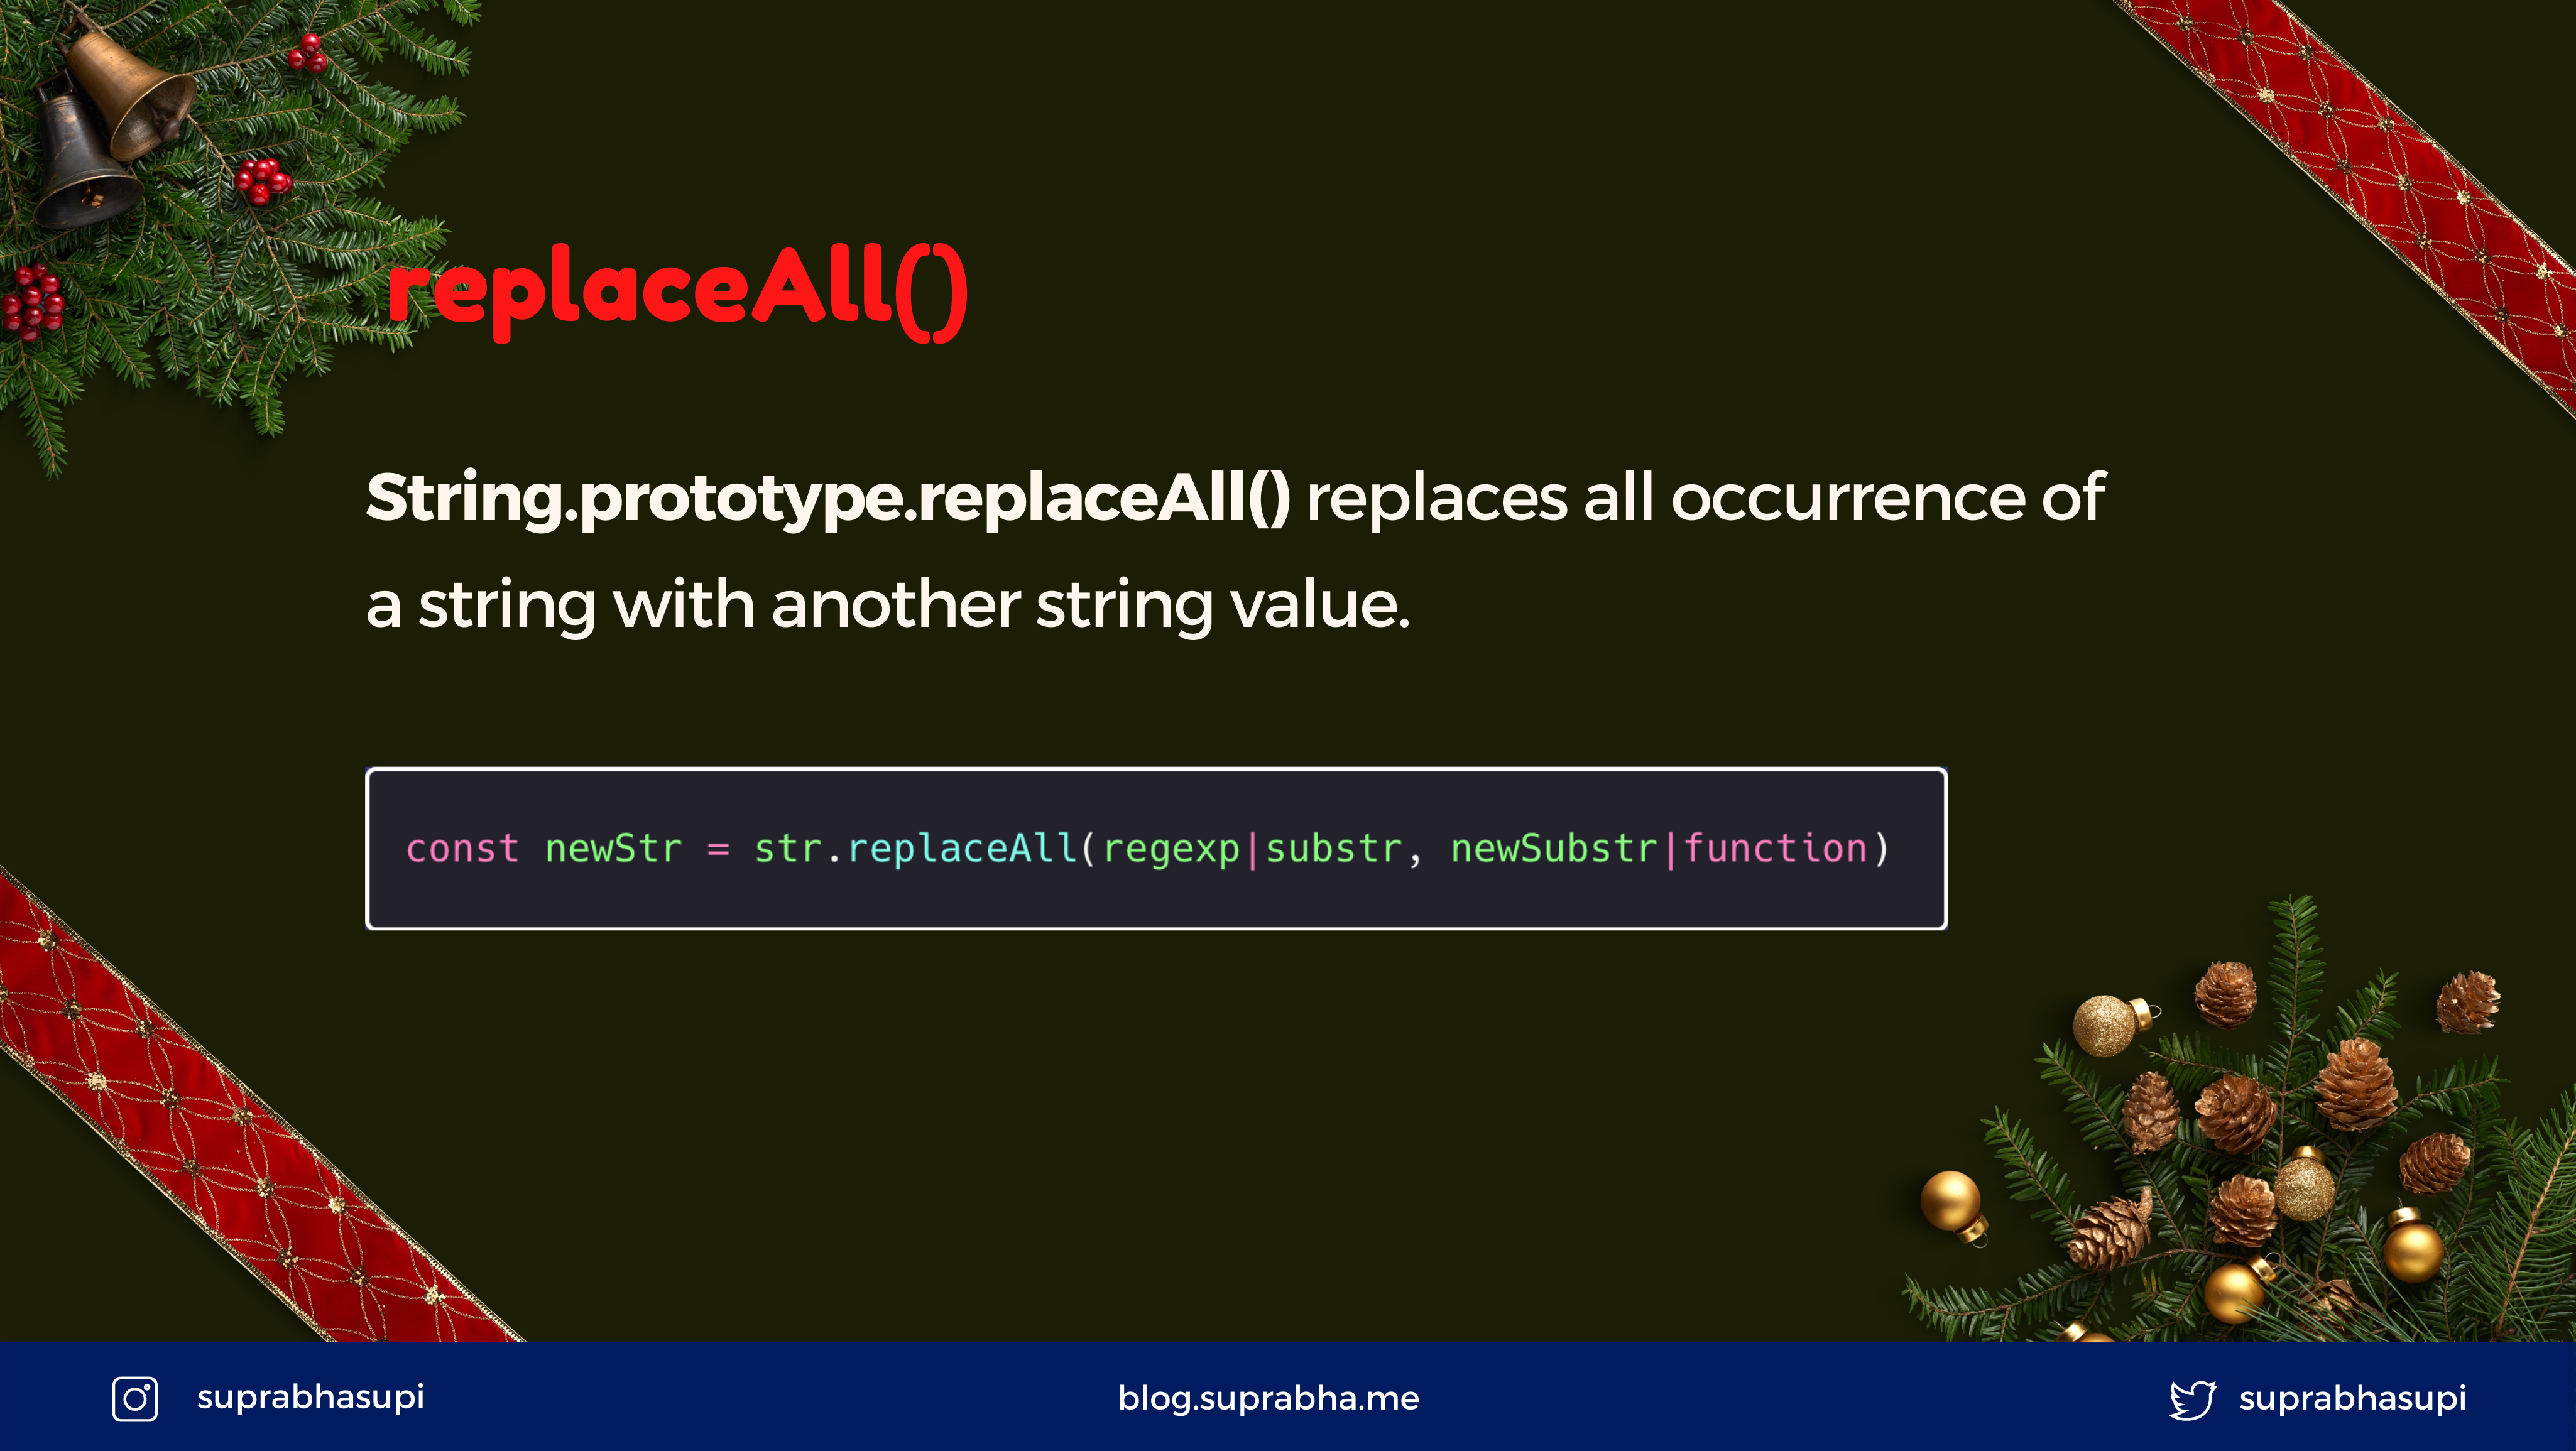 replaceAll()
String.prototype.replaceAll() replaces all occurrence of
a string with another string value.
const newStr = str.replaceAll(regexp|substr, newSubstr|function)
suprabhasupi
blog.suprabha.me
suprabhasupi